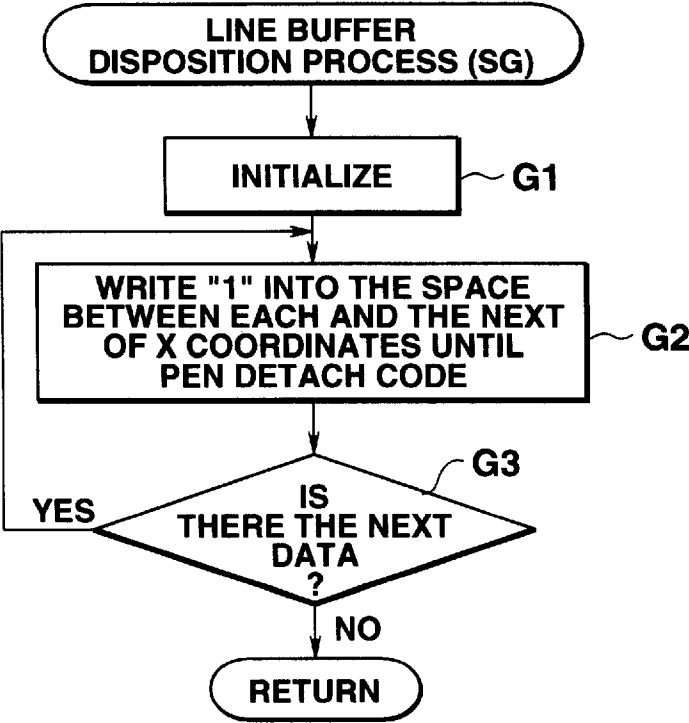 LINE BUFFER
DISPOSITION PROCESS (SG)
INITIALIZE
G1
WRITE "1" INTO THE SPACE
BETWEEN EACH AND THE NEXT
OF X COORDINATES UNTIL
PEN DETACH CODE
G2
G3
IS
THERE THE NEXT
DATA
?
YES
NO
RETURN